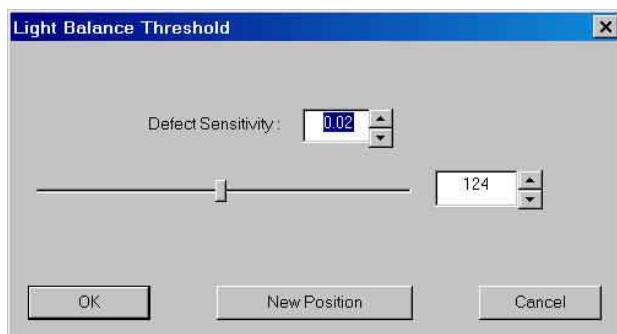 Light Balance Threshold
Defect Sensitivity: 0.02
124
OK New Position Cancel